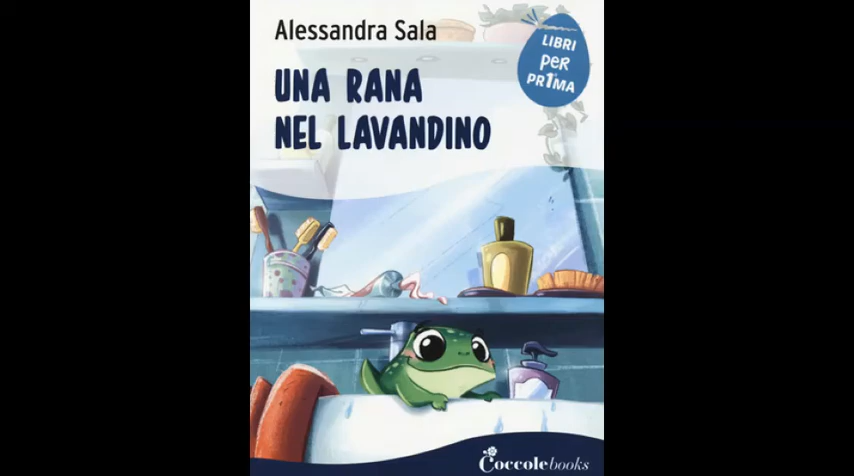 Alessandra Sala
UNA RANA
NEL LAVANDINO
LIBRI
per
PR1MA
Coccole books